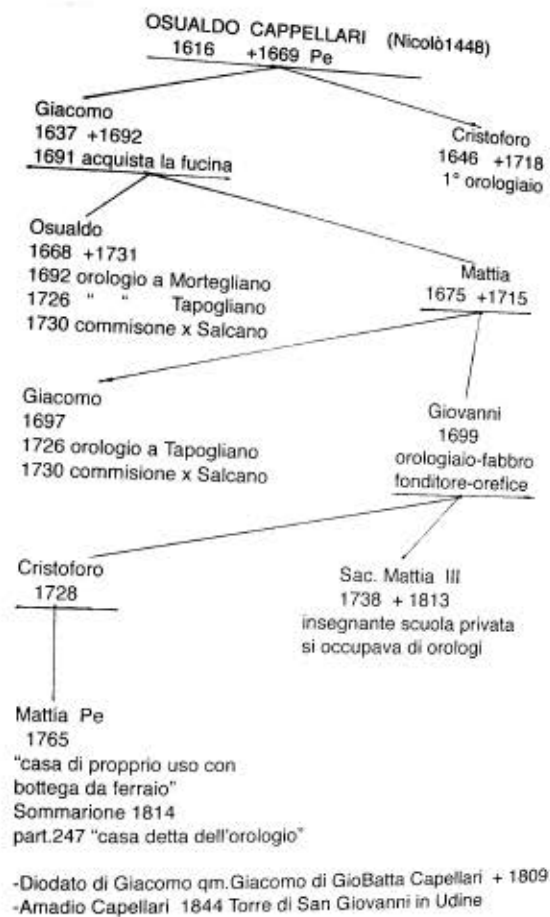 OSUALDO CAPPELLARI (Nicolò1448)
1616 +1669 Pe
Giacomo
1637 +1692
1691 acquista la fucina
Cristoforo
1646 +1718
1° orologiaio
Osualdo
1668 +1731
1692 orologio a Mortegliano
1726 “ “ Tapogliano
1730 commisone x Salcano
Mattia
1675 +1715
Giacomo
1697
1726 orologio a Tapogliano
1730 commisione x Salcano
Giovanni
1699
orologiaio-fabbro
fonditore-orefice
Cristoforo
1728
Sac. Mattia III
1738 + 1813
insegnante scuola privata
si occupava di orologi
Mattia Pe
1765
“casa di propprio uso con
bottega da ferraio”
Sommarione 1814
part.247 “casa detta dell'orologio”
-Diodato di Giacomo qm.Giacomo di GioBatta Capellari + 1809
-Amadio Capellari 1844 Torre di San Giovanni in Udine